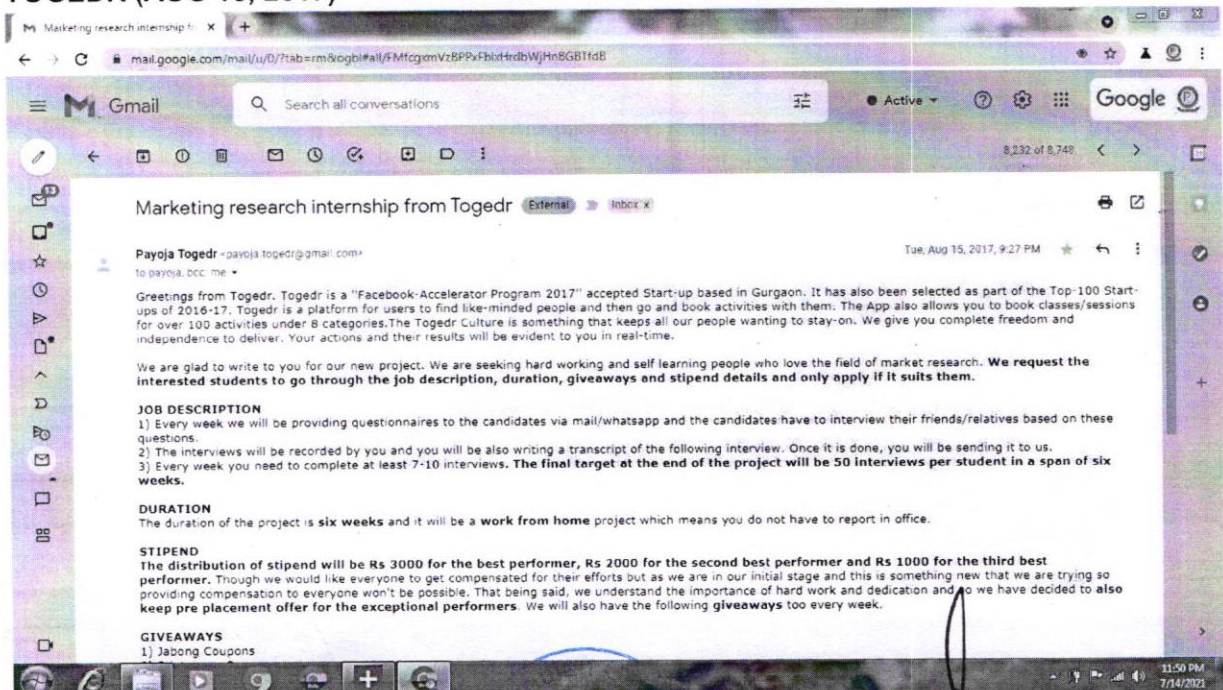 Marketing research internship fr
mail.google.com/mail/u/0/?tab=rm&ogbl#all/
Gmail
Search all conversations
Active
Google
8,232 of 8,748
Marketing research internship from Togedr External Inbox x
Payoja Togedr <payoja.togedr@gmail.com>
Tue, Aug 15, 2017, 9:27 PM
to payoja, bcc: me
Greetings from Togedr. Togedr is a "Facebook-Accelerator Program 2017" accepted Start-up based in Gurgaon. It has also been selected as part of the Top-100 Start-
ups of 2016-17. Togedr is a platform for users to find like-minded people and then go and book activities with them. The App also allows you to book classes/sessions
for over 100 activities under 8 categories.The Togedr Culture is something that keeps all our people wanting to stay-on. We give you complete freedom and
independence to deliver. Your actions and their results will be evident to you in real-time.
We are glad to write to you for our new project. We are seeking hard working and self learning people who love the field of market research. We request the
interested students to go through the job description, duration, giveaways and stipend details and only apply if it suits them.
JOB DESCRIPTION
1) Every week we will be providing questionnaires to the candidates via mail/whatsapp and the candidates have to interview their friends/relatives based on these
questions.
2) The interviews will be recorded by you and you will be also writing a transcript of the following interview. Once it is done, you will be sending it to us.
3) Every week you need to complete at least 7-10 interviews. The final target at the end of the project will be 50 interviews per student in a span of six
weeks.
DURATION
The duration of the project is six weeks and it will be a work from home project which means you do not have to report in office.
STIPEND
The distribution of stipend will be Rs 3000 for the best performer, Rs 2000 for the second best performer and Rs 1000 for the third best
performer. Though we would like everyone to get compensated for their efforts but as we are in our initial stage and this is something new that we are trying so
providing compensation to everyone won't be possible. That being said, we understand the importance of hard work and dedication and so we have decided to also
keep pre placement offer for the exceptional performers. We will also have the following giveaways too every week.
GIVEAWAYS
1) Jabong Coupons
11:50 PM
7/14/2021